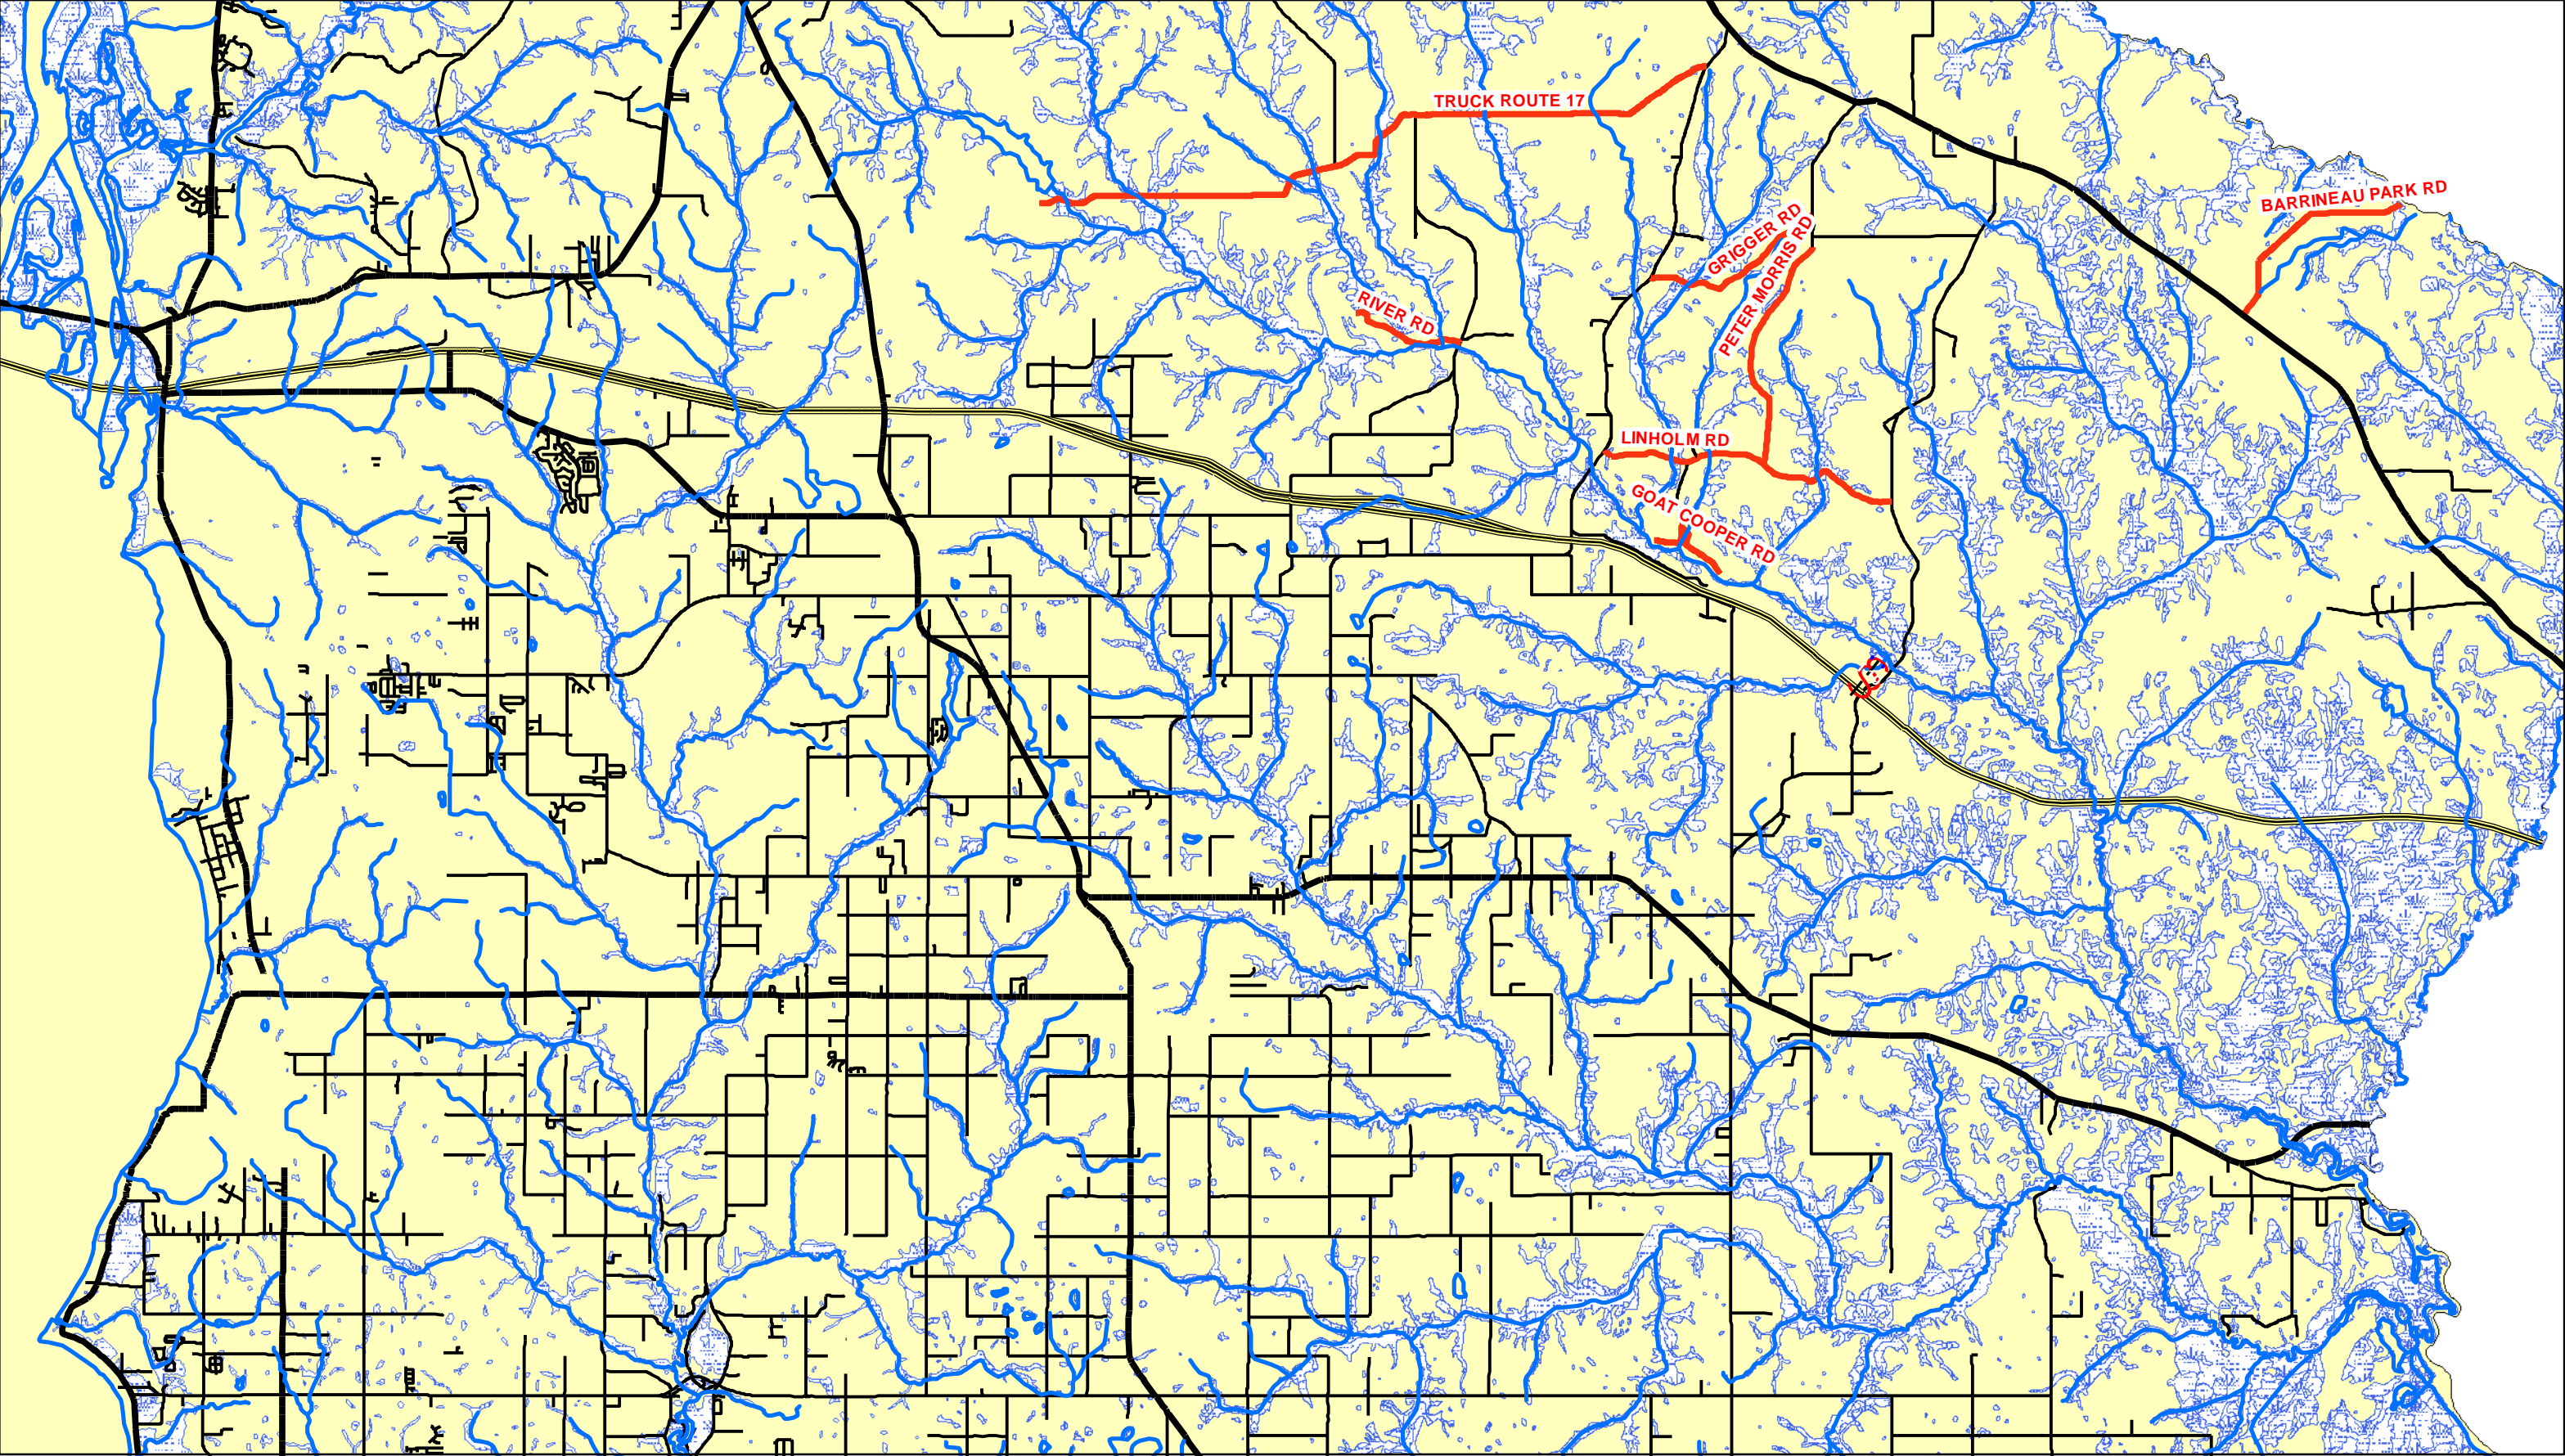 TRUCK ROUTE 17
BARRINEAU PARK RD
GRIGGER RD
PETER MORRIS RD
RIVER RD
LINHOLM RD
GOAT COOPER RD